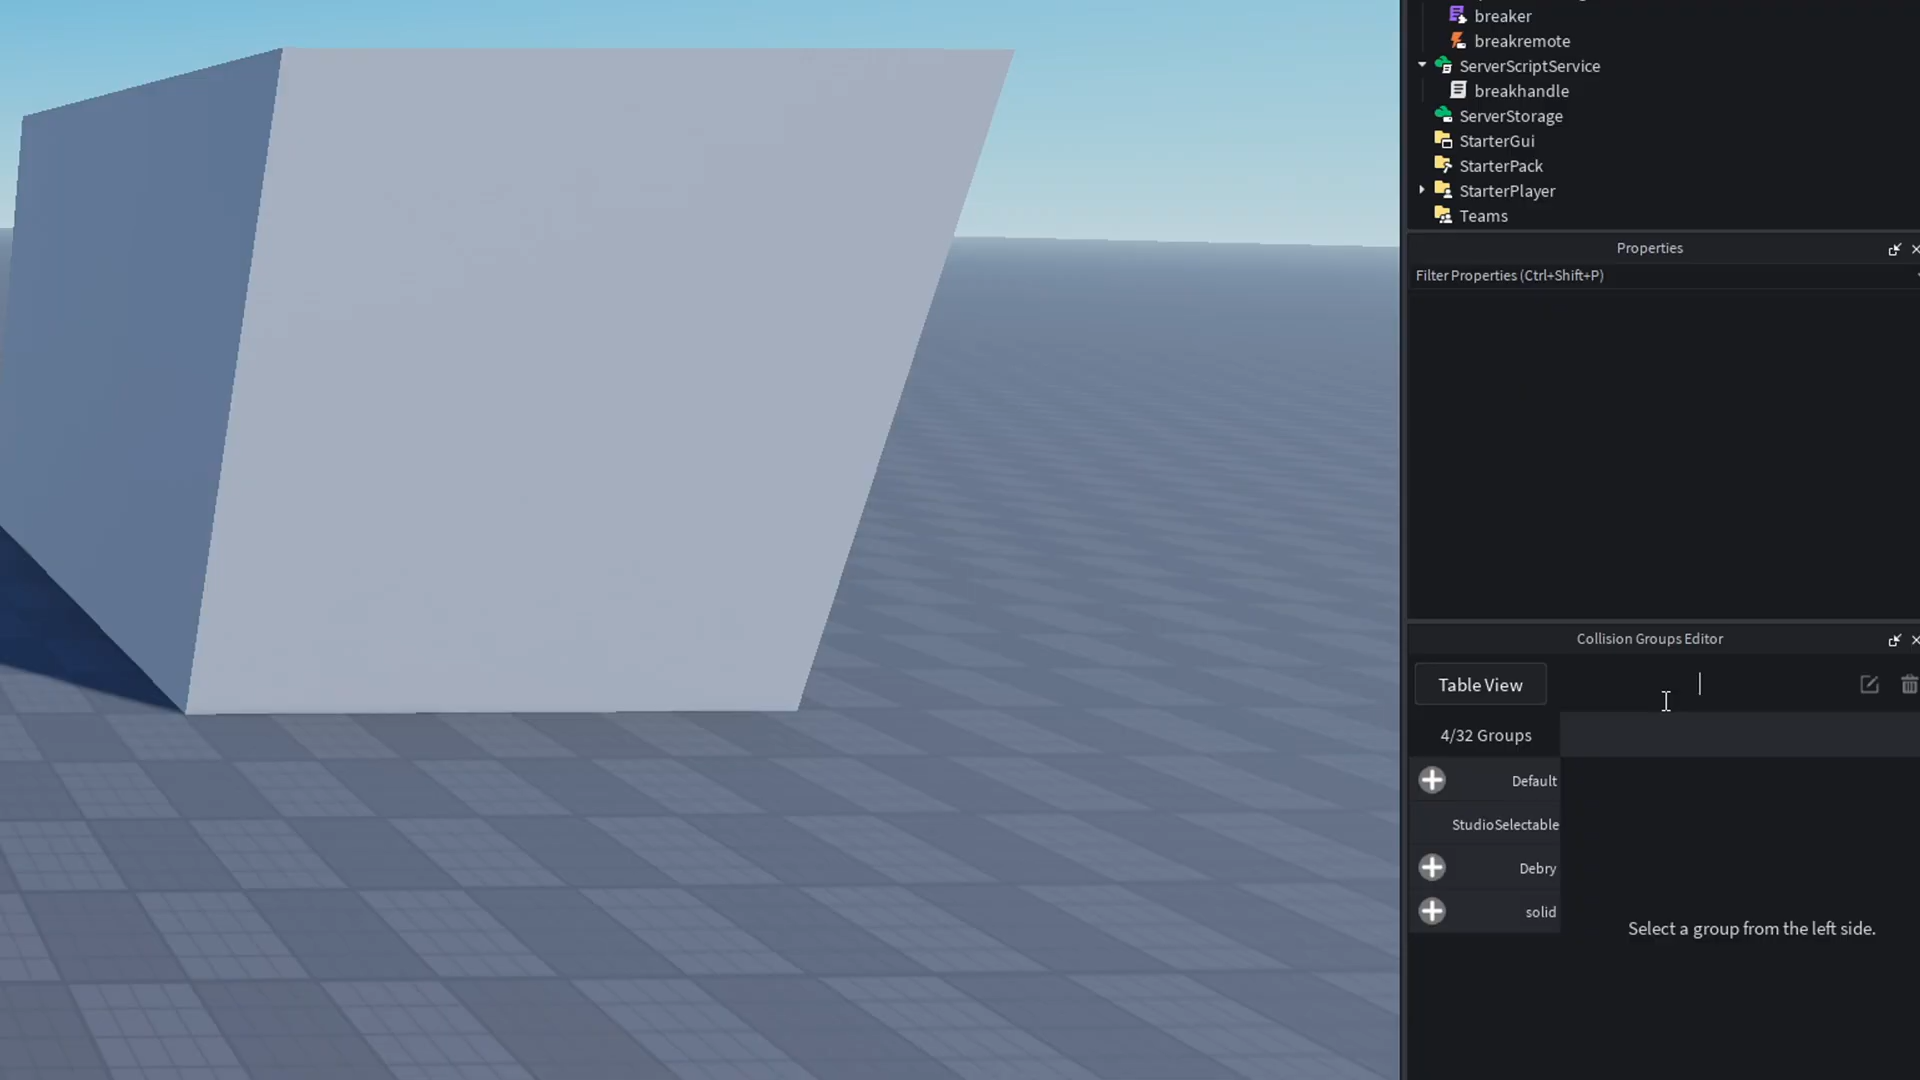 breaker
breakremote
ServerScriptService
breakhandle
ServerStorage
StarterGui
StarterPack
StarterPlayer
Teams
Properties
Filter Properties (Ctrl+Shift+P)
Collision Groups Editor
Table View
4/32 Groups
Default
StudioSelectable
Debry
solid
Select a group from the left side.